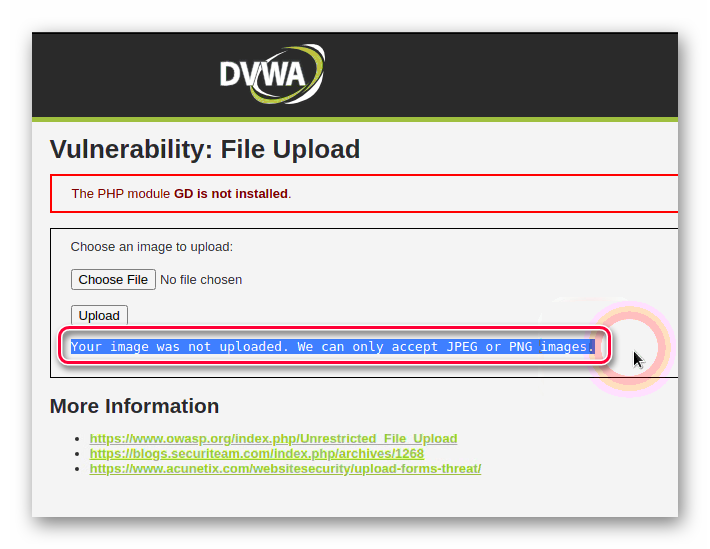 DVWA
Vulnerability: File Upload
The PHP module GD is not installed.
Choose an image to upload:
Choose File No file chosen
Upload
Your image was not uploaded. We can only accept JPEG or PNG images.
More Information
https://www.owasp.org/index.php/Unrestricted_File_Upload
https://blogs.securiteam.com/index.php/archives/1268
https://www.acunetix.com/websitesecurity/upload-forms-threat/